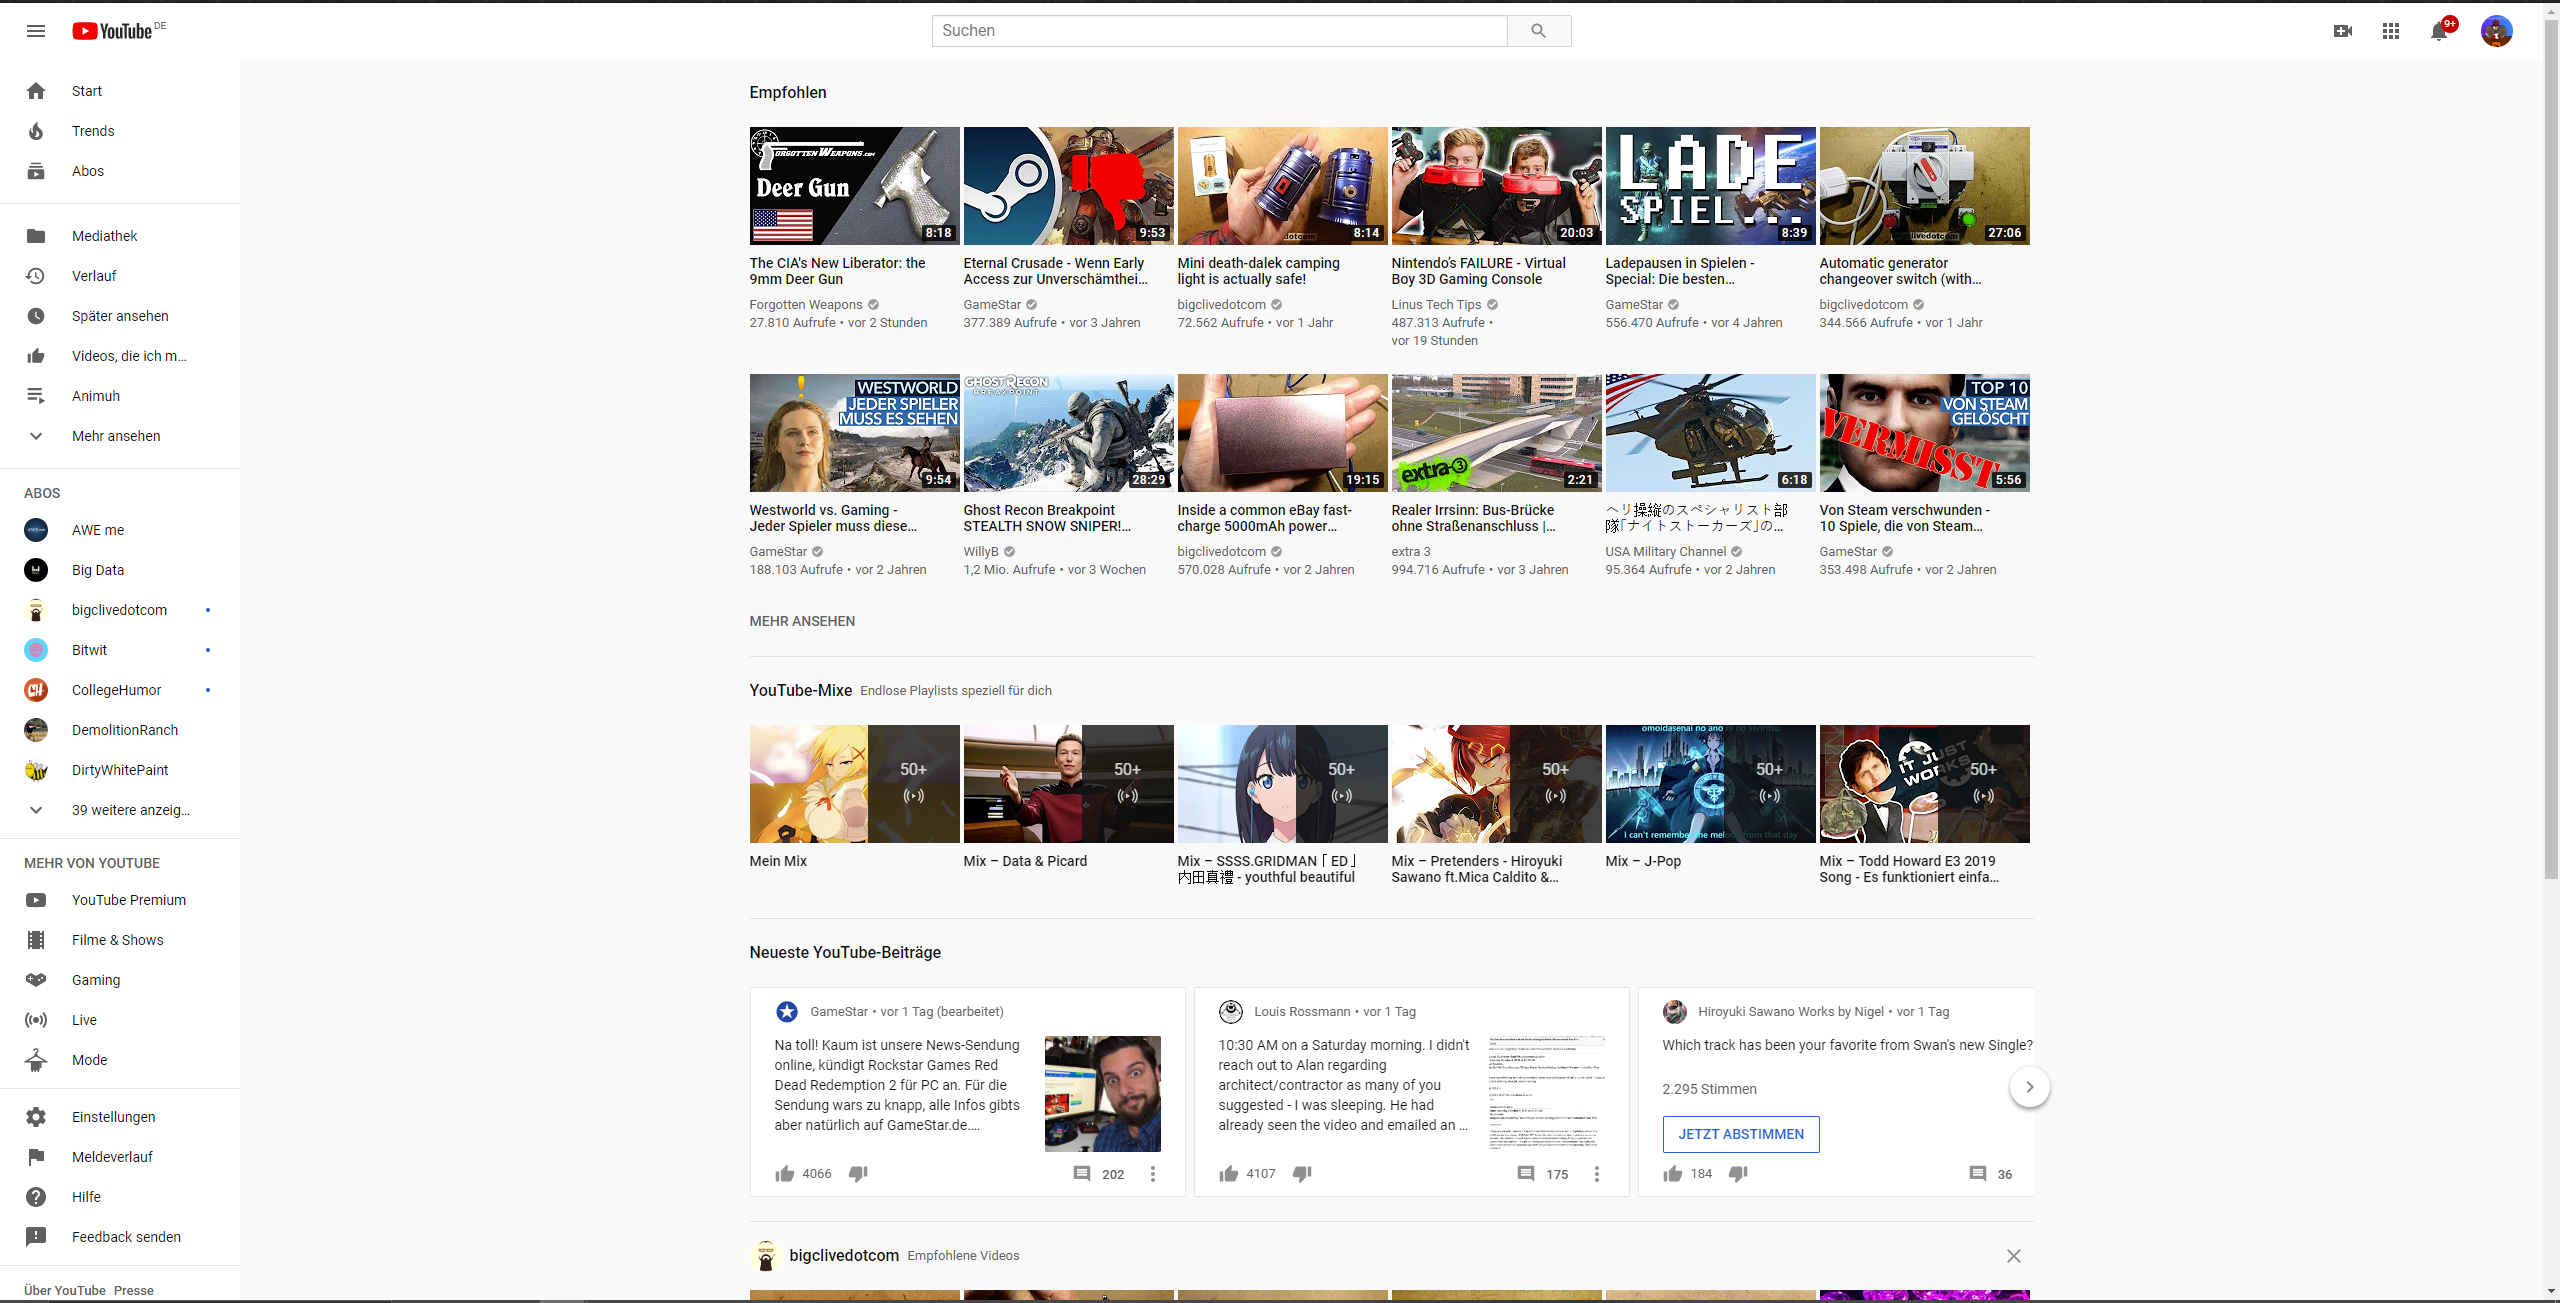 YouTube DE
Suchen
9+
Start
Trends
Abos
Mediathek
Verlauf
Später ansehen
Videos, die ich m...
Animuh
Mehr ansehen
ABOS
AWE me
Big Data
bigclivedotcom
Bitwit
CollegeHumor
DemolitionRanch
DirtyWhitePaint
39 weitere anzeig...
MEHR VON YOUTUBE
YouTube Premium
Filme & Shows
Gaming
Live
Mode
Einstellungen
Meldeverlauf
Hilfe
Feedback senden
Über YouTube Presse
Empfohlen
FORGOTTEN WEAPONS.COM
Deer Gun
8:18
The CIA's New Liberator: the
9mm Deer Gun
Forgotten Weapons
27.810 Aufrufe • vor 2 Stunden
9:53
Eternal Crusade - Wenn Early
Access zur Unverschämthei...
GameStar
377.389 Aufrufe • vor 3 Jahren
dotcom
8:14
Mini death-dalek camping
light is actually safe!
bigclivedotcom
72.562 Aufrufe • vor 1 Jahr
20:03
Nintendo's FAILURE - Virtual
Boy 3D Gaming Console
Linus Tech Tips
487.313 Aufrufe •
vor 19 Stunden
LADE
SPIEL...
8:39
Ladepausen in Spielen -
Special: Die besten...
GameStar
556.470 Aufrufe • vor 4 Jahren
bigclivedotcom
27:06
Automatic generator
changeover switch (with...
bigclivedotcom
344.566 Aufrufe • vor 1 Jahr
WESTWORLD
JEDER SPIELER
MUSS ES SEHEN
9:54
Westworld vs. Gaming -
Jeder Spieler muss diese...
GameStar
188.103 Aufrufe • vor 2 Jahren
GHOST RECON
BREAKPOINT
28:29
Ghost Recon Breakpoint
STEALTH SNOW SNIPER!...
WillyB
1,2 Mio. Aufrufe • vor 3 Wochen
19:15
Inside a common eBay fast-
charge 5000mAh power...
bigclivedotcom
570.028 Aufrufe • vor 2 Jahren
extra-3
2:21
Realer Irrsinn: Bus-Brücke
ohne Straßenanschluss |...
extra 3
994.716 Aufrufe • vor 3 Jahren
6:18
ヘリ操縦のスペシャリスト部
隊「ナイトストーカーズ」の...
USA Military Channel
95.364 Aufrufe • vor 2 Jahren
TOP 10
VON STEAM
GELÖSCHT
VERMISST
5:56
Von Steam verschwunden -
10 Spiele, die von Steam...
GameStar
353.498 Aufrufe • vor 2 Jahren
MEHR ANSEHEN
YouTube-Mixe Endlose Playlists speziell für dich
50+
Mein Mix
50+
Mix – Data & Picard
50+
Mix – SSSS.GRIDMAN「ED」
内田真禮 - youthful beautiful
50+
Mix – Pretenders - Hiroyuki
Sawano ft.Mica Caldito &...
omoidasenai no ano hi no senritsu
50+
I can't remember the melody from that day
Mix – J-Pop
IT JUST
WORKS
50+
Mix – Todd Howard E3 2019
Song - Es funktioniert einfa...
Neueste YouTube-Beiträge
GameStar • vor 1 Tag (bearbeitet)
Na toll! Kaum ist unsere News-Sendung
online, kündigt Rockstar Games Red
Dead Redemption 2 für PC an. Für die
Sendung wars zu knapp, alle Infos gibts
aber natürlich auf GameStar.de....
4066 202
Louis Rossmann • vor 1 Tag
10:30 AM on a Saturday morning. I didn't
reach out to Alan regarding
architect/contractor as many of you
suggested - I was sleeping. He had
already seen the video and emailed an ...
4107 175
Hiroyuki Sawano Works by Nigel • vor 1 Tag
Which track has been your favorite from Swan's new Single?
2.295 Stimmen
JETZT ABSTIMMEN
184 36
bigclivedotcom Empfohlene Videos